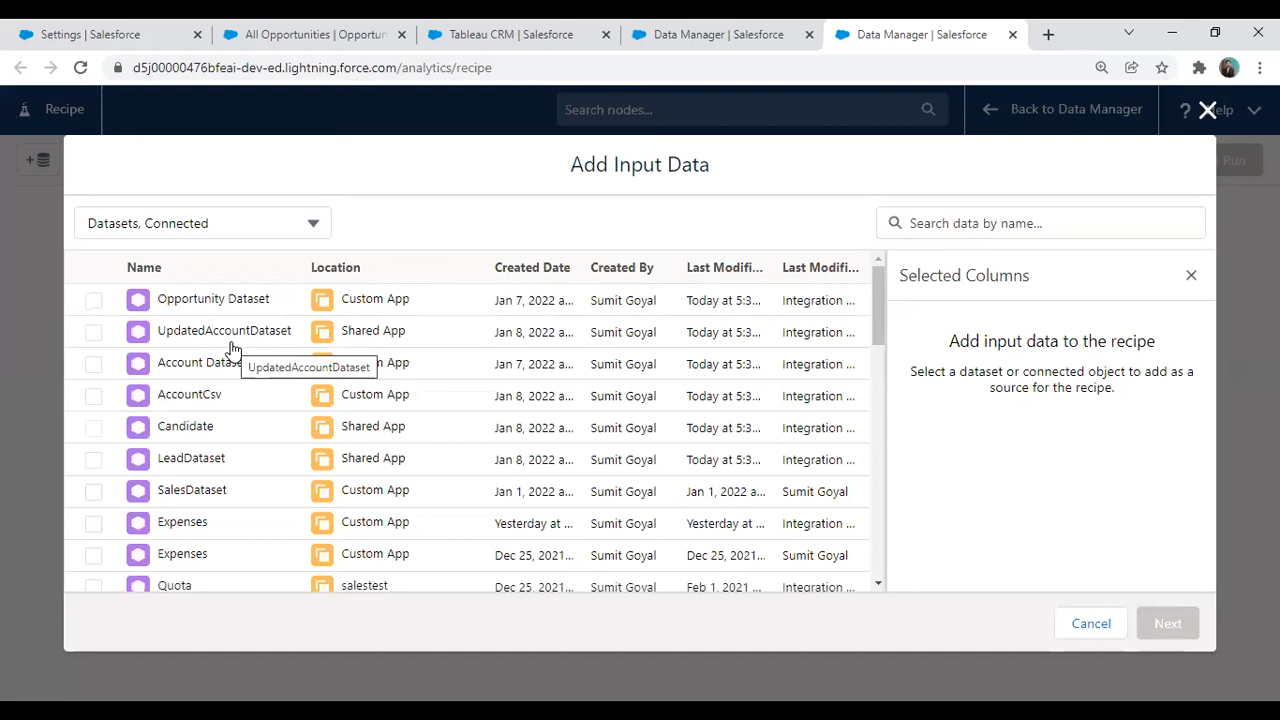 Settings | Salesforce
All Opportunities | Opportun
Tableau CRM | Salesforce
Data Manager | Salesforce
Data Manager | Salesforce
d5j00000476bfeai-dev-ed.lightning.force.com/analytics/recipe
Recipe
Search nodes...
Back to Data Manager
Add Input Data
Datasets, Connected
Search data by name...
Name Location Created Date Created By Last Modifi... Last Modifi...
Opportunity Dataset Custom App Jan 7, 2022 a... Sumit Goyal Today at 5:3... Integration ...
UpdatedAccountDataset Shared App Jan 8, 2022 a... Sumit Goyal Today at 5:3... Integration ...
Account Jan 7, 2022 a... Sumit Goyal Today at 5:3... Integration ...
UpdatedAccountDataset
AccountCsv Custom App Jan 8, 2022 a... Sumit Goyal Today at 5:3... Integration ...
Candidate Shared App Jan 8, 2022 a... Sumit Goyal Today at 5:3... Integration ...
LeadDataset Shared App Jan 8, 2022 a... Sumit Goyal Today at 5:3... Integration ...
SalesDataset Custom App Jan 1, 2022 a... Sumit Goyal Jan 1, 2022 a... Sumit Goyal
Expenses Custom App Yesterday at ... Sumit Goyal Yesterday at ... Integration ...
Expenses Custom App Dec 25, 2021... Sumit Goyal Dec 25, 2021... Sumit Goyal
Quota salestest Dec 25, 2021... Sumit Goyal Feb 1, 2021 ... Integration ...
Selected Columns
Add input data to the recipe
Select a dataset or connected object to add as a
source for the recipe.
Cancel
Next
Run